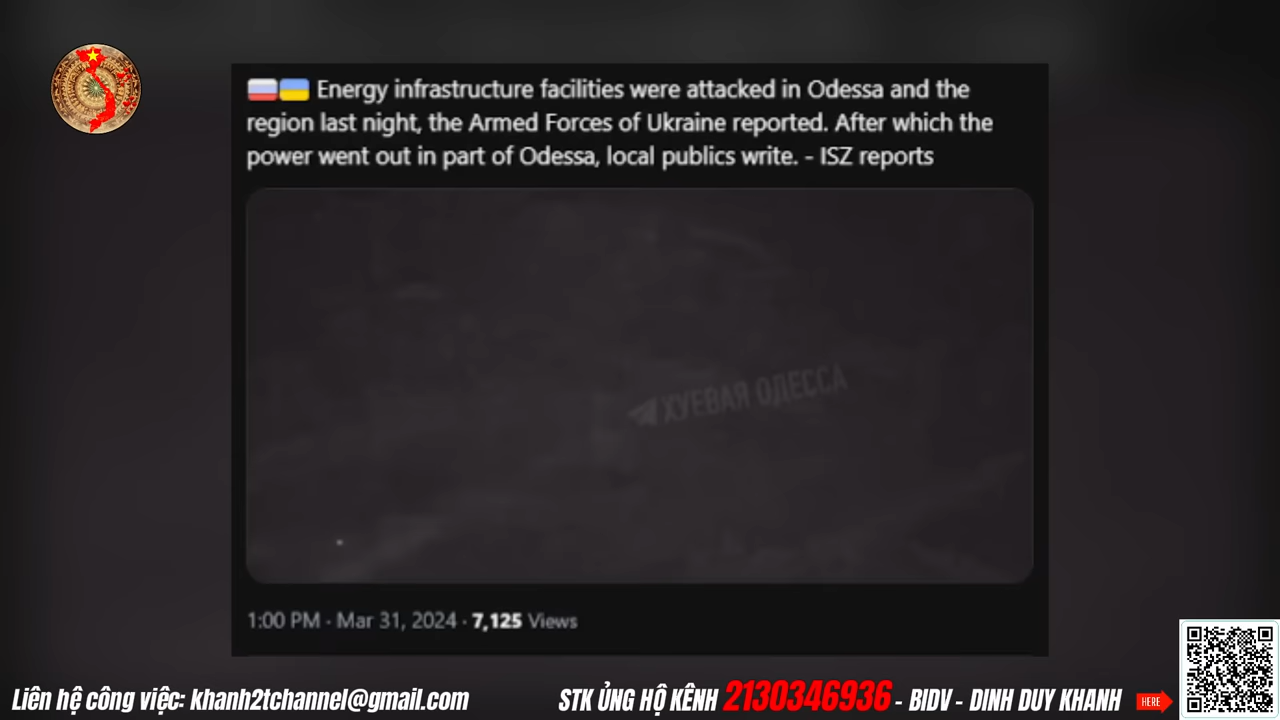 Energy infrastructure facilities were attacked in Odessa and the
region last night, the Armed Forces of Ukraine reported. After which the
power went out in part of Odessa, local publics write. - ISZ reports
ХУЕВАЯ ОДЕССА
1:00 PM · Mar 31, 2024 · 7,125 Views
Liên hệ công việc: khanh2tchannel@gmail.com
STK ỦNG HỘ KÊNH 2130346936 - BIDV - DINH DUY KHANH
HERE